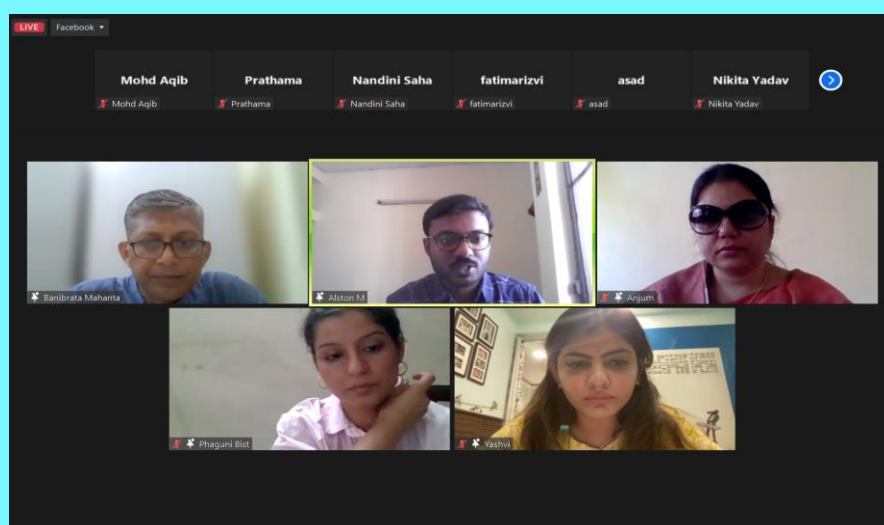 LIVE Facebook
Mohd Aqib Prathama Nandini Saha fatimarizvi asad Nikita Yadav
Mohd Aqib Prathama Nandini Saha fatimarizvi asad Nikita Yadav
Banibrata Mahanta Alston M Anjum
Phaguni Bist Yashvi